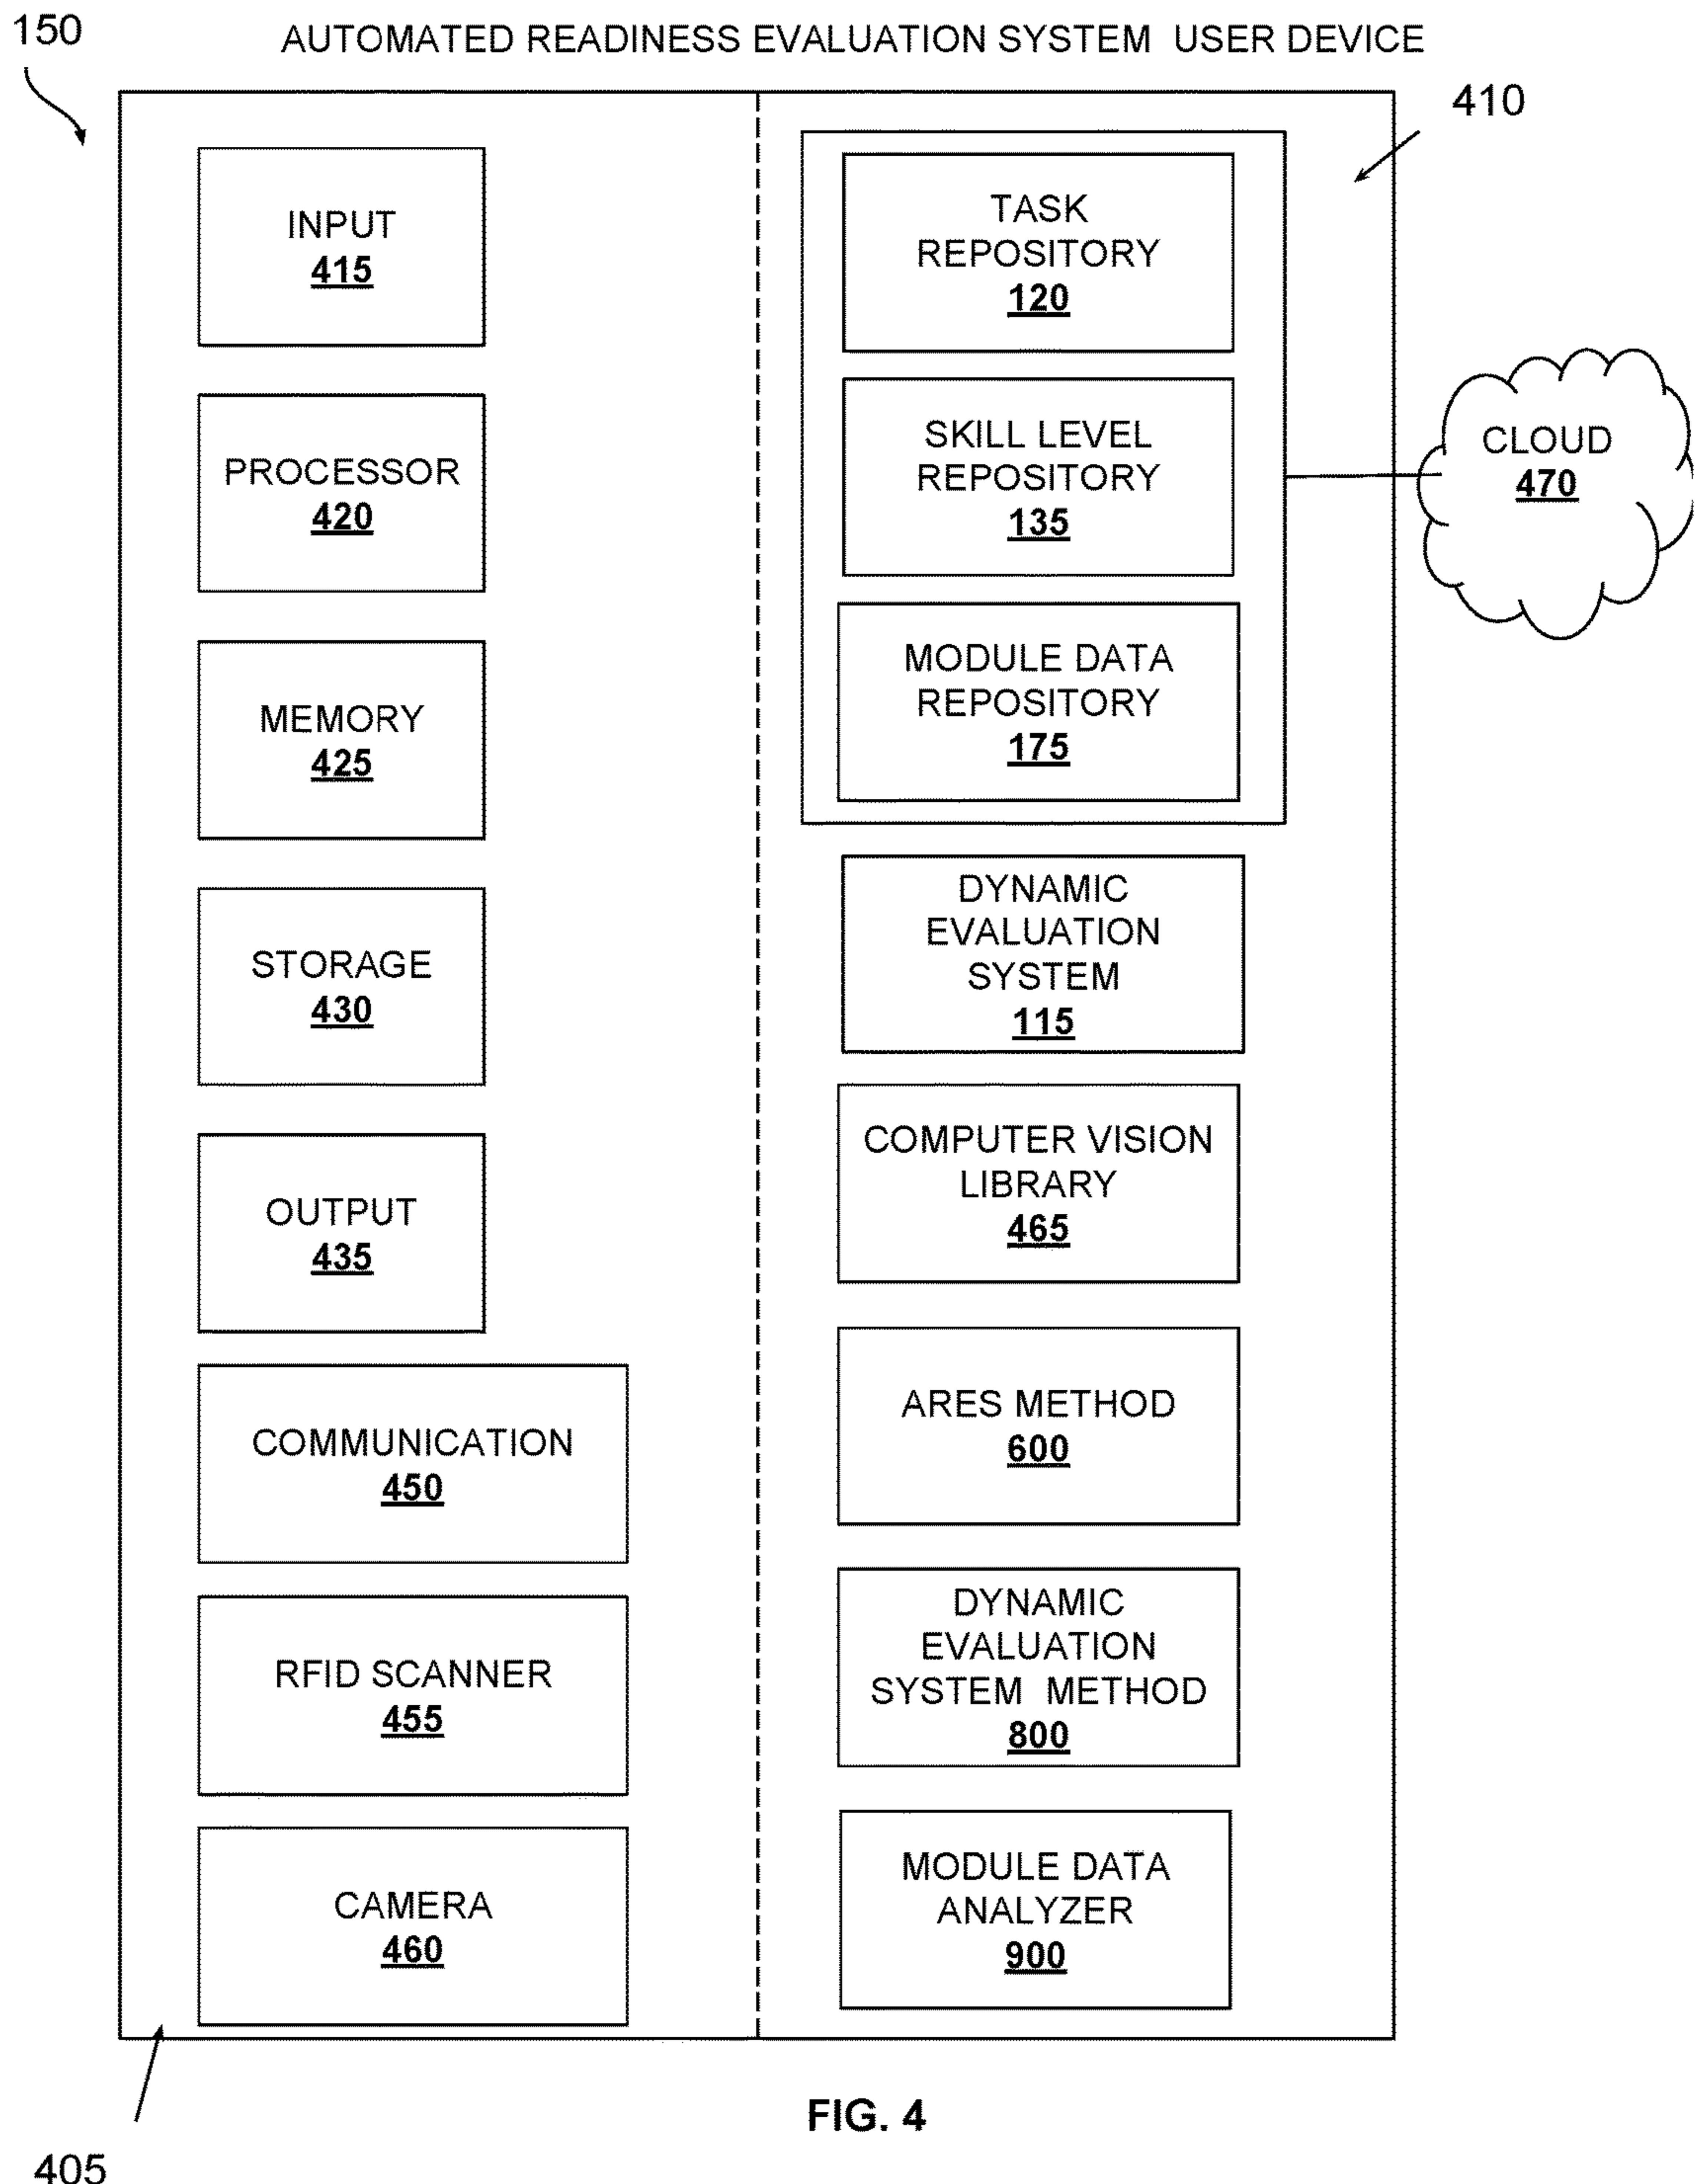 150
AUTOMATED READINESS EVALUATION SYSTEM USER DEVICE
410
INPUT
415
PROCESSOR
420
MEMORY
425
STORAGE
430
OUTPUT
435
COMMUNICATION
450
RFID SCANNER
455
CAMERA
460
TASK
REPOSITORY
120
SKILL LEVEL
REPOSITORY
135
MODULE DATA
REPOSITORY
175
CLOUD
470
DYNAMIC
EVALUATION
SYSTEM
115
COMPUTER VISION
LIBRARY
465
ARES METHOD
600
DYNAMIC
EVALUATION
SYSTEM METHOD
800
MODULE DATA
ANALYZER
900
FIG. 4
405